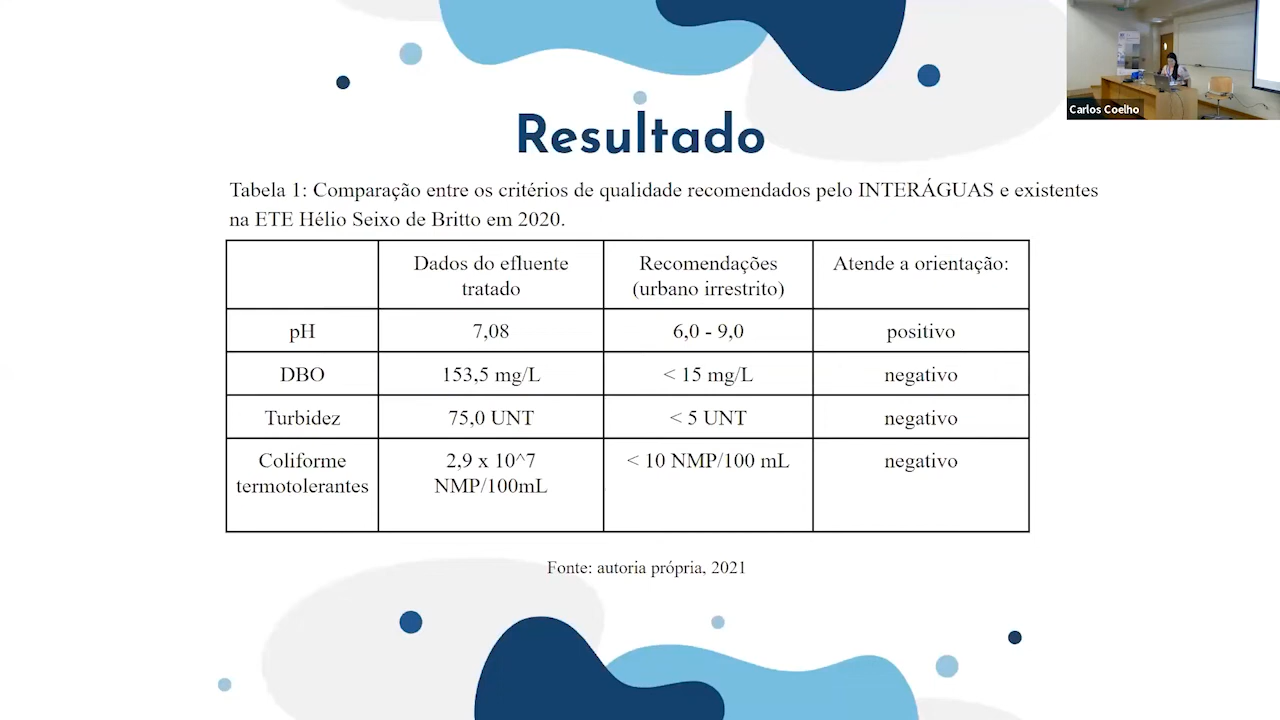 Carlos Coelho
Resultado
Tabela 1: Comparação entre os critérios de qualidade recomendados pelo INTERÁGUAS e existentes
na ETE Hélio Seixo de Britto em 2020.
Dados do efluente
tratado
Recomendações
(urbano irrestrito)
Atende a orientação:
pH
7,08
6,0 - 9,0
positivo
DBO
153,5 mg/L
< 15 mg/L
negativo
Turbidez
75,0 UNT
< 5 UNT
negativo
Coliforme
termotolerantes
2,9 x 10^7
NMP/100mL
< 10 NMP/100 mL
negativo
Fonte: autoria própria, 2021